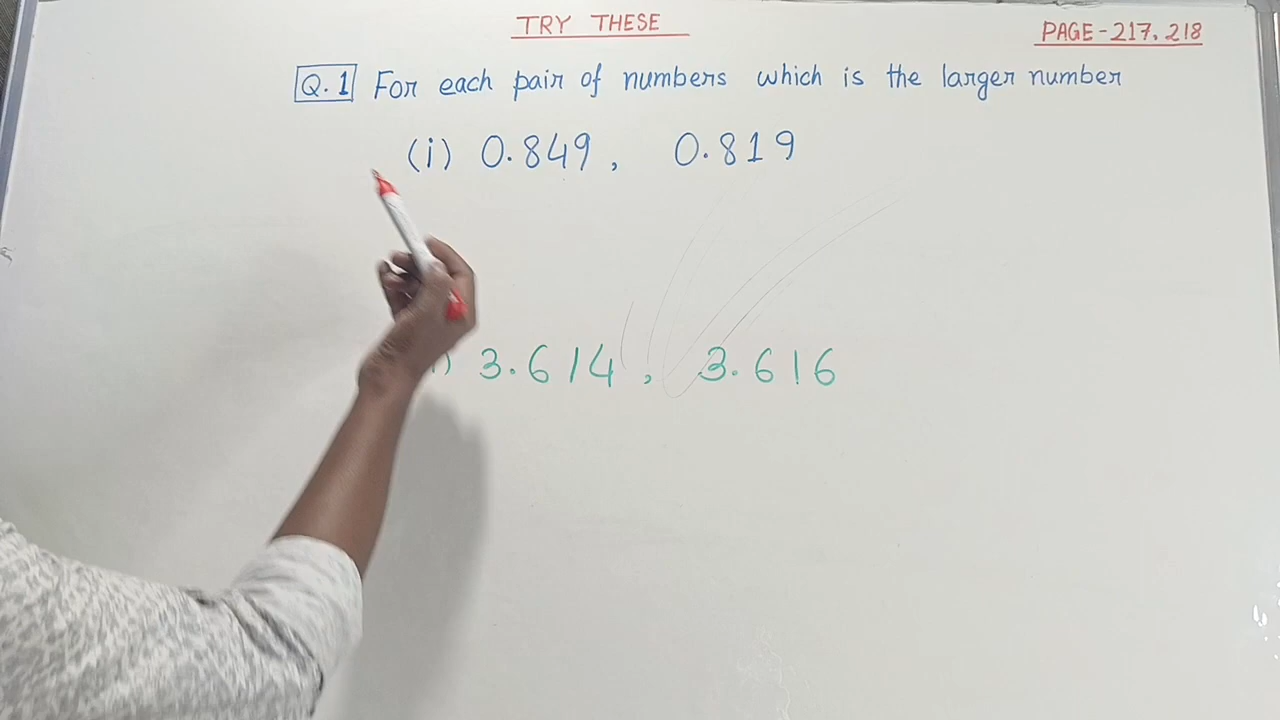 TRY THESE
PAGE-217, 218
Q.1 For each pair of numbers which is the larger number
(i) 0.849, 0.819
) 3.614, 3.616